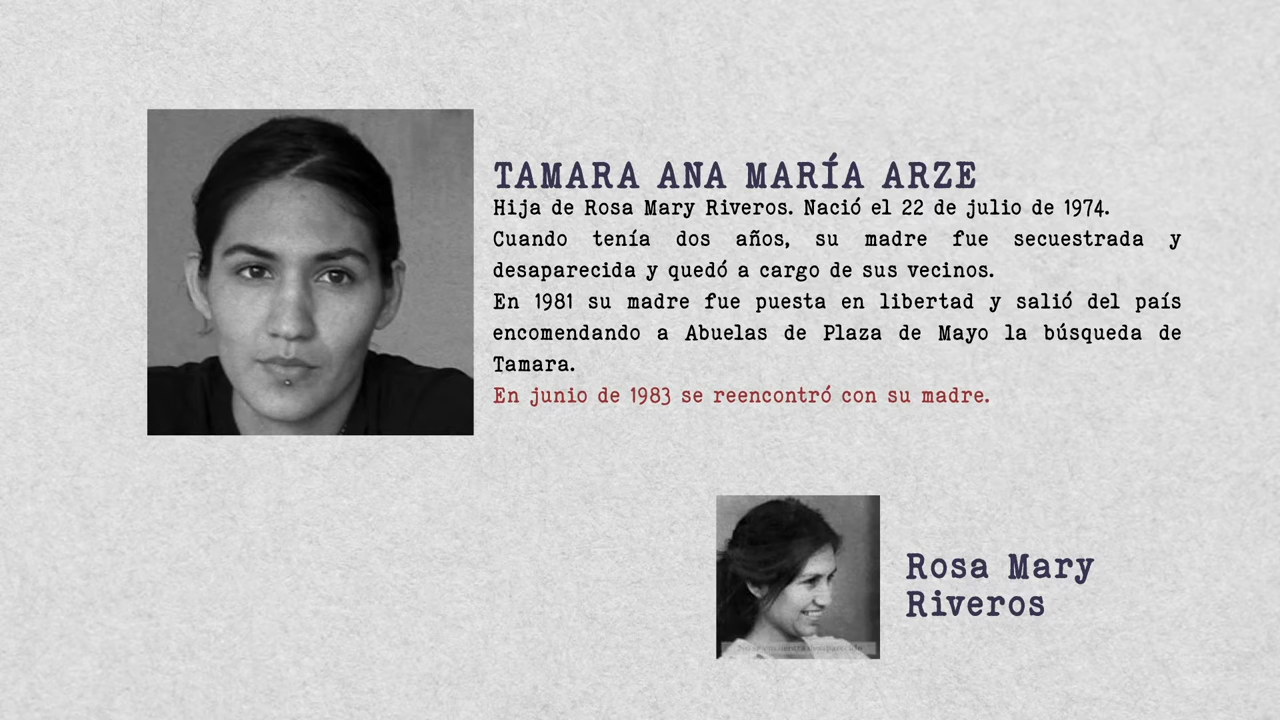 TAMARA ANA MARÍA ARZE
Hija de Rosa Mary Riveros. Nació el 22 de julio de 1974.
Cuando tenía dos años, su madre fue secuestrada y
desaparecida y quedó a cargo de sus vecinos.
En 1981 su madre fue puesta en libertad y salió del país
encomendando a Abuelas de Plaza de Mayo la búsqueda de
Tamara.
En junio de 1983 se reencontró con su madre.
Rosa Mary
Riveros